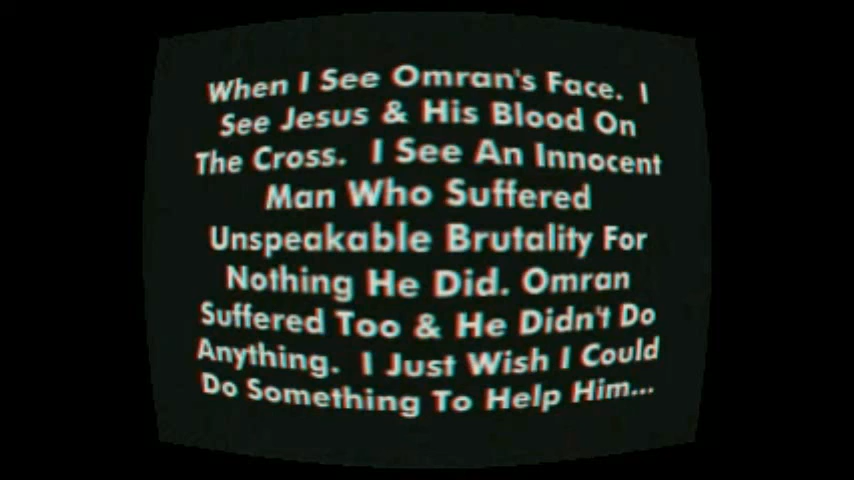 When I See Omran's Face.  I
See Jesus & His Blood On
The Cross.  I See An Innocent
Man Who Suffered
Unspeakable Brutality For
Nothing He Did. Omran
Suffered Too & He Didn't Do
Anything.  I Just Wish I Could
Do Something To Help Him...